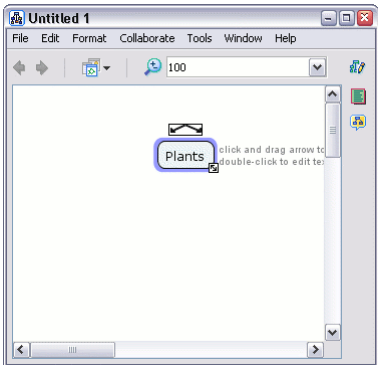 Untitled 1
File Edit Format Collaborate Tools Window Help
100
Plants
click and drag arrow to
double-click to edit